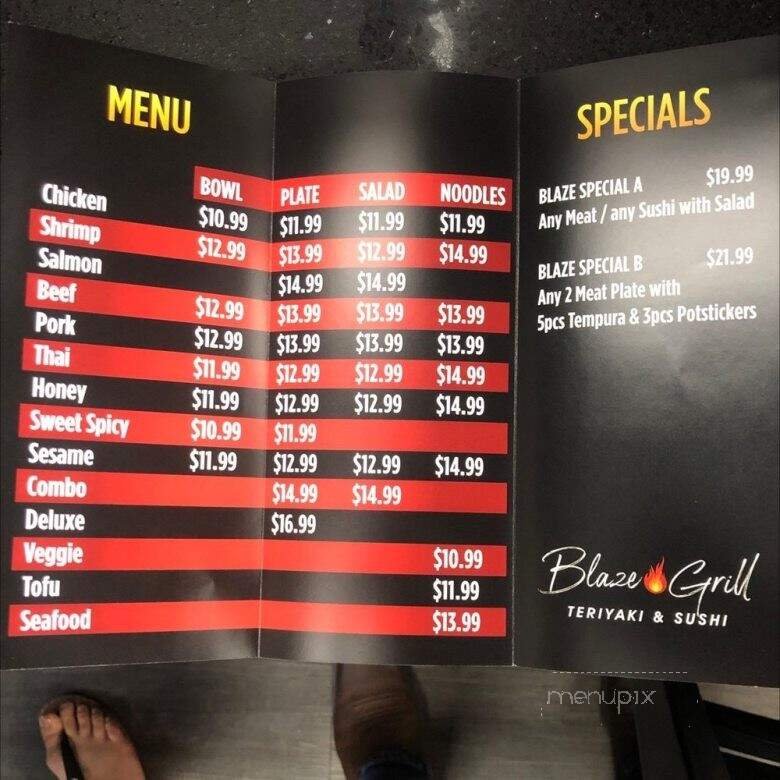 MENU
BOWL PLATE SALAD NOODLES
Chicken $10.99 $11.99 $11.99 $11.99
Shrimp $12.99 $13.99 $12.99 $14.99
Salmon $14.99 $14.99
Beef $12.99 $13.99 $13.99 $13.99
Pork $12.99 $13.99 $13.99 $13.99
Thai $11.99 $12.99 $12.99 $14.99
Honey $11.99 $12.99 $12.99 $14.99
Sweet Spicy $10.99 $11.99
Sesame $11.99 $12.99 $12.99 $14.99
Combo $14.99 $14.99
Deluxe $16.99
Veggie $10.99
Tofu $11.99
Seafood $13.99
SPECIALS
BLAZE SPECIAL A $19.99
Any Meat / any Sushi with Salad
BLAZE SPECIAL B $21.99
Any 2 Meat Plate with
5pcs Tempura & 3pcs Potstickers
Blaze Grill
TERIYAKI & SUSHI
menupix